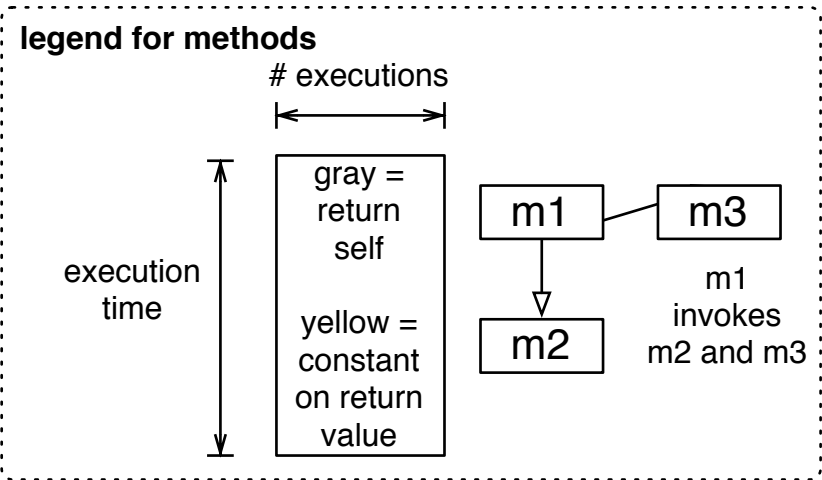 legend for methods
# executions
gray =
return
self
yellow =
constant
on return
value
execution
time
m1
m3
m2
m1
invokes
m2 and m3